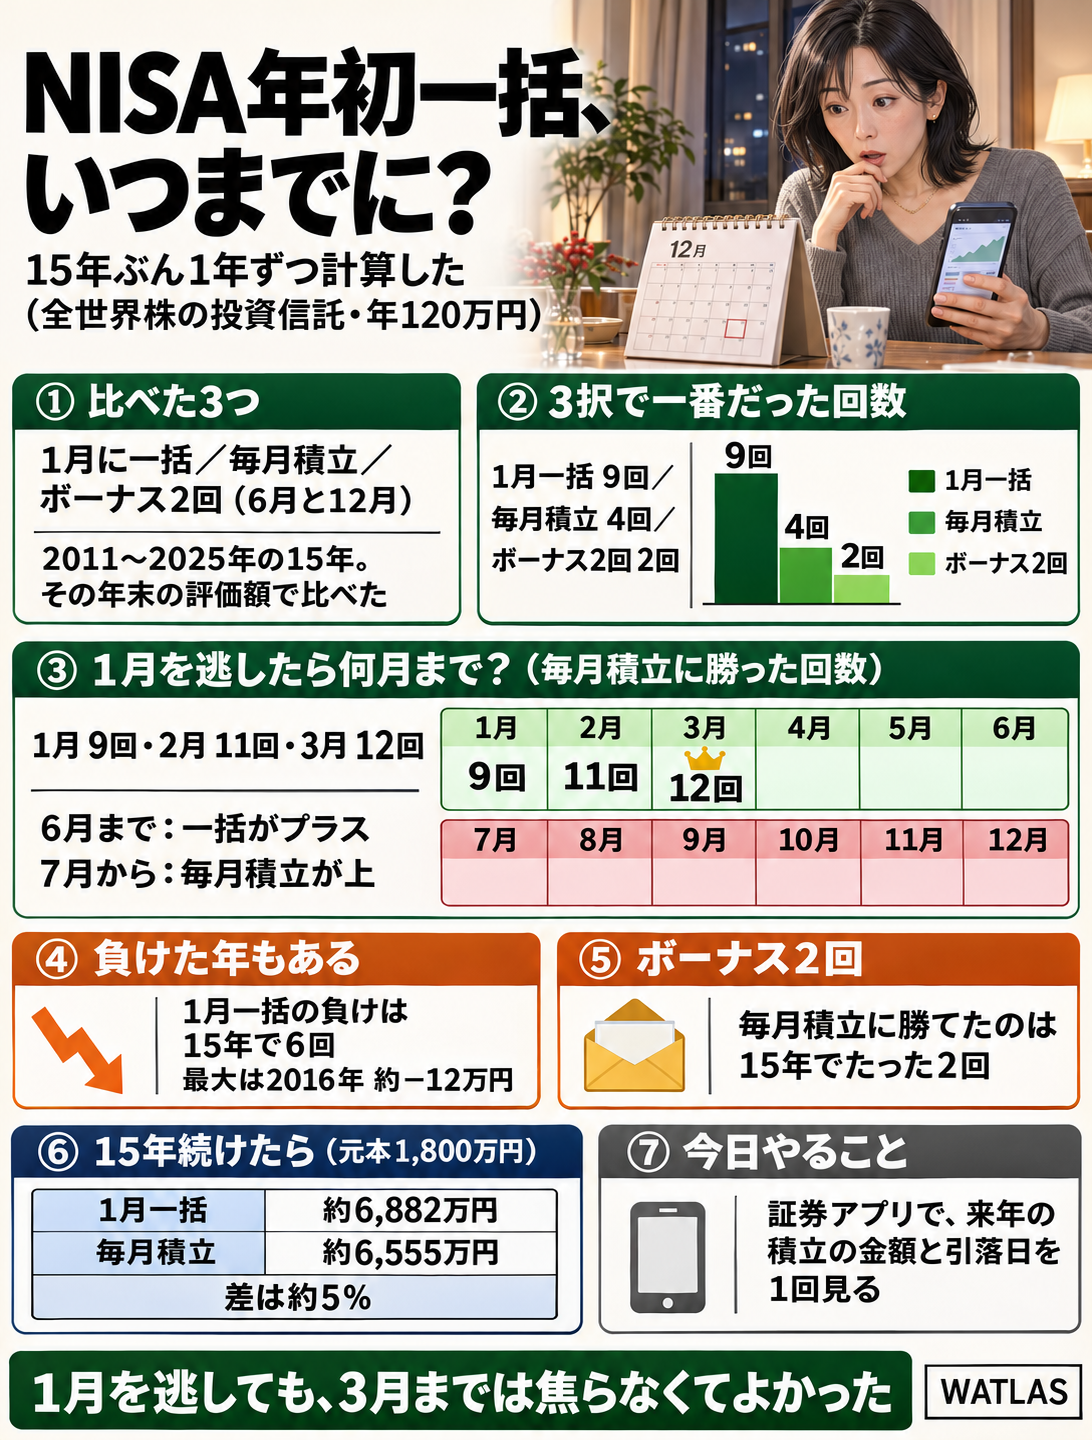 NISA年初一括、
いつまでに？
15年ぶん1年ずつ計算した
（全世界株の投資信託・年120万円）
12月
① 比べた3つ
1月に一括／毎月積立／
ボーナス2回（6月と12月）
2011〜2025年の15年。
その年末の評価額で比べた
② 3択で一番だった回数
1月一括 9回／
毎月積立 4回／
ボーナス2回 2回
9回
4回
2回
1月一括
毎月積立
ボーナス2回
③ 1月を逃したら何月まで？（毎月積立に勝った回数）
1月 9回・2月 11回・3月 12回
6月まで：一括がプラス
7月から：毎月積立が上
1月 2月 3月 4月 5月 6月
9回 11回 12回
7月 8月 9月 10月 11月 12月
④ 負けた年もある
1月一括の負けは
15年で6回
最大は2016年 約−12万円
⑤ ボーナス2回
毎月積立に勝てたのは
15年でたった2回
⑥ 15年続けたら（元本1,800万円）
1月一括 約6,882万円
毎月積立 約6,555万円
差は約5％
⑦ 今日やること
証券アプリで、来年の
積立の金額と引落日を
1回見る
1月を逃しても、3月までは焦らなくてよかった
WATLAS